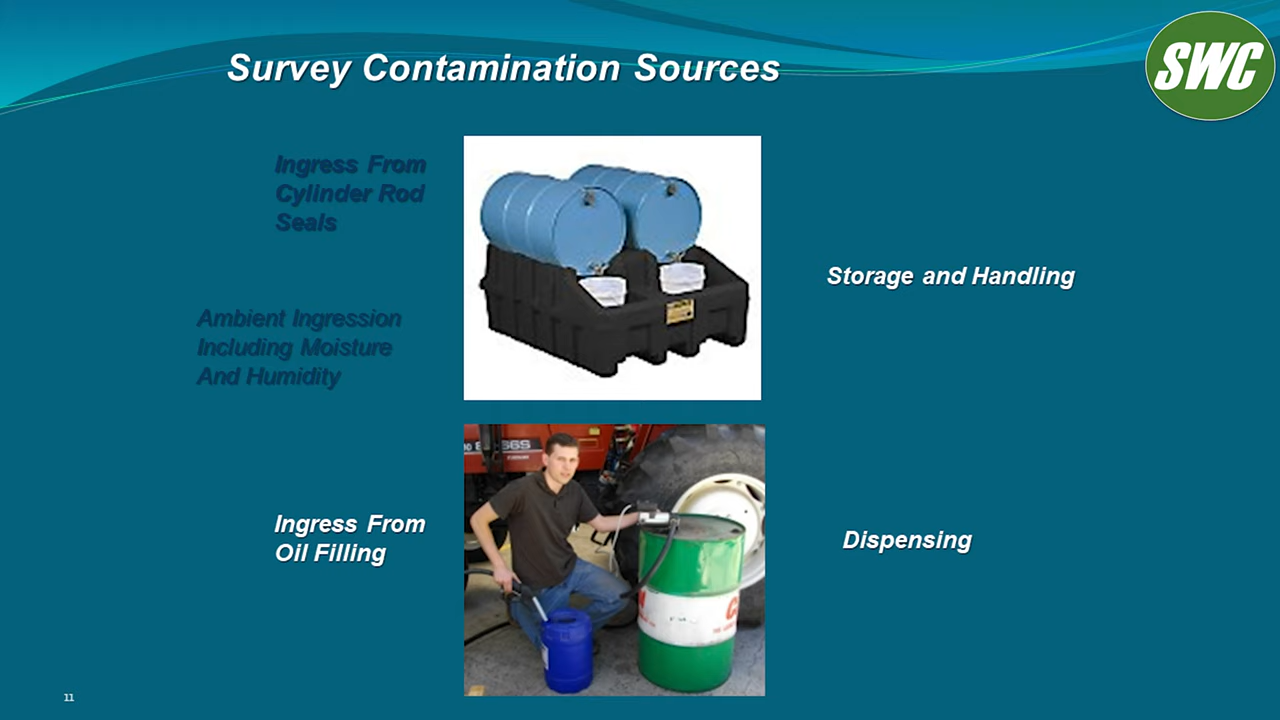 Survey Contamination Sources
SWC
Ingress From
Cylinder Rod
Seals
Storage and Handling
Ambient Ingression
Including Moisture
And Humidity
Ingress From
Oil Filling
Dispensing
11